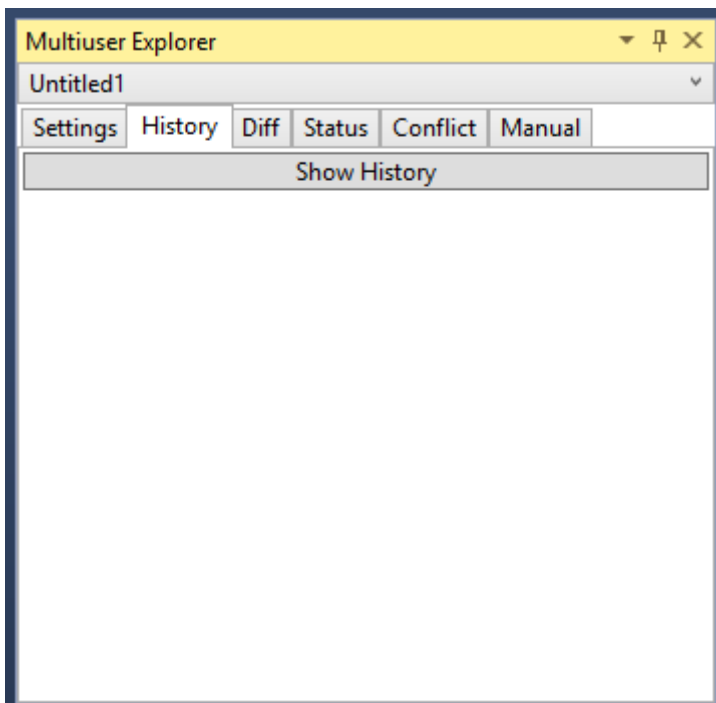 Multiuser Explorer
Untitled1
Settings History Diff Status Conflict Manual
Show History